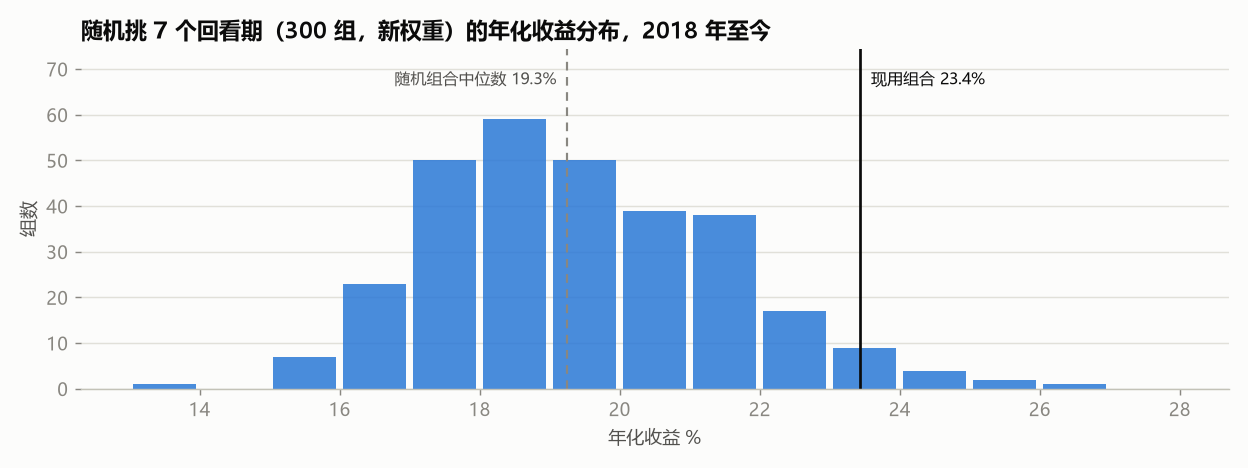 随机挑 7 个回看期（300 组，新权重）的年化收益分布，2018 年至今
随机组合中位数 19.3%
现用组合 23.4%
组数
70
60
50
40
30
20
10
0
14 16 18 20 22 24 26 28
年化收益 %